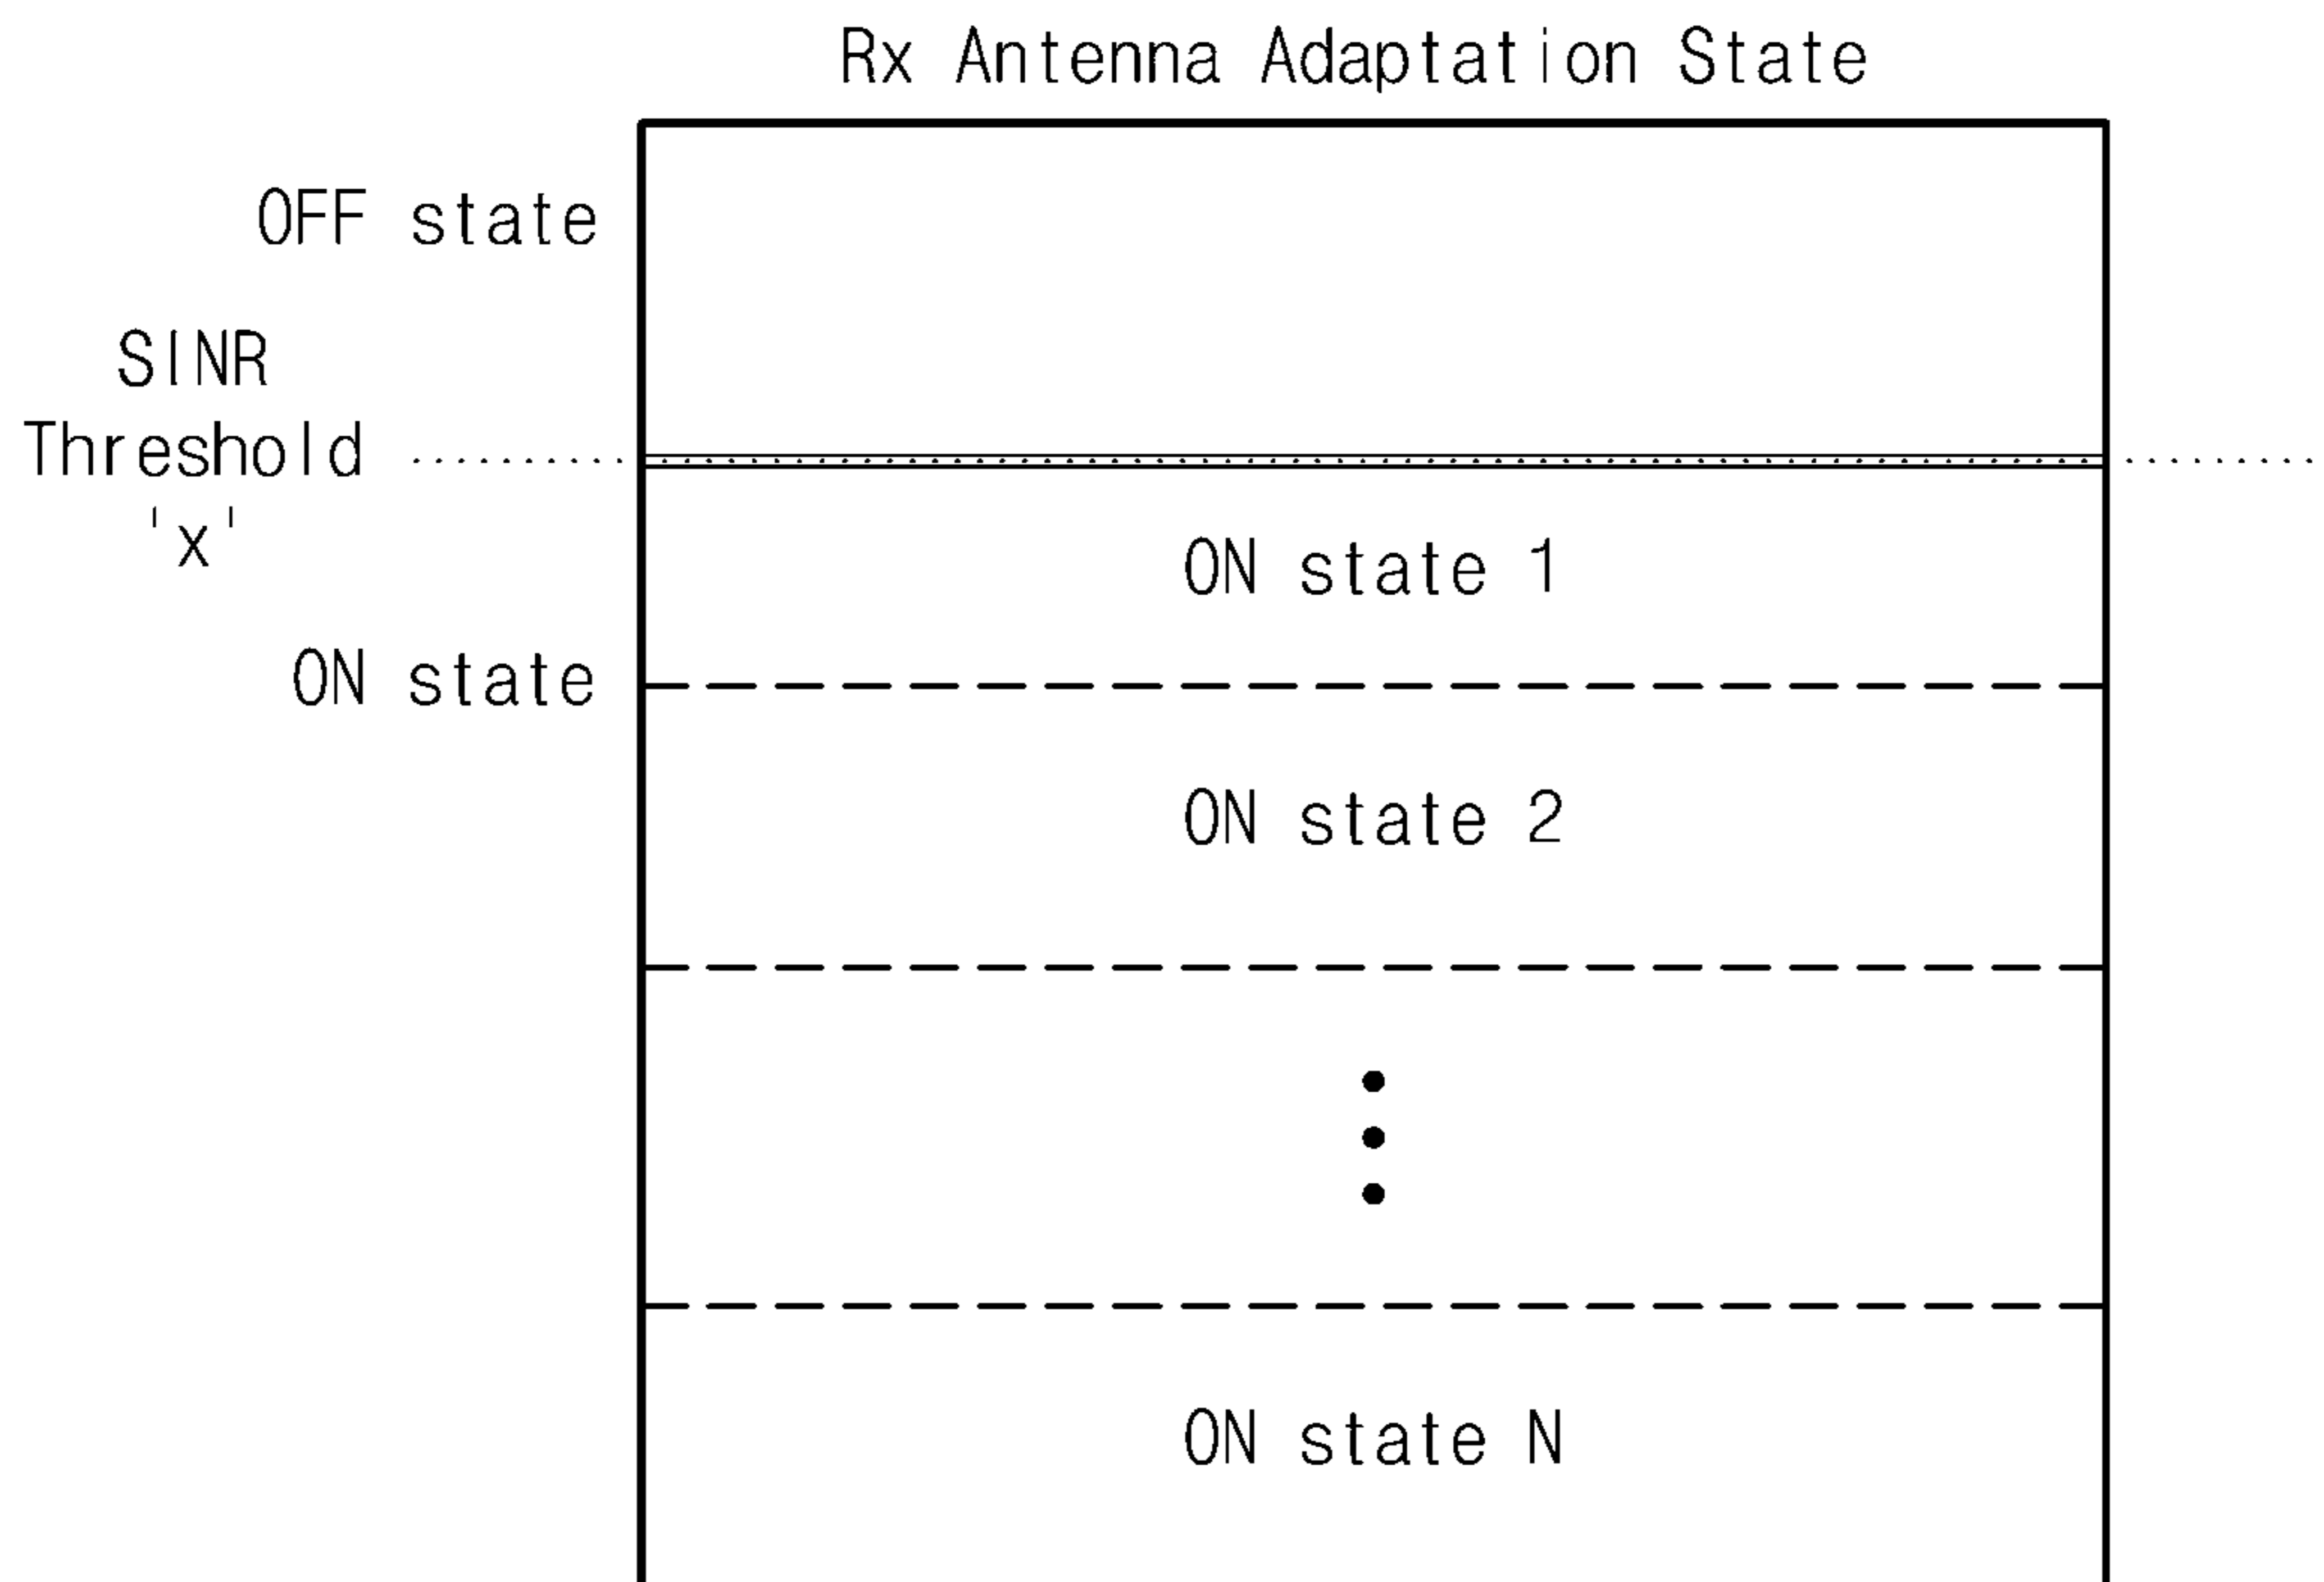 Rx Antenna Adaptation State
OFF state
SINR
Threshold
'x'
ON state 1
ON state
ON state 2
ON state N